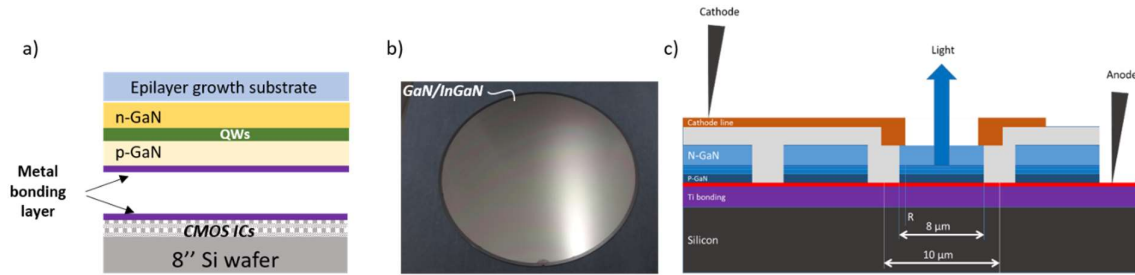 a)
Epilayer growth substrate
n-GaN
QWs
p-GaN
Metal
bonding
layer
CMOS ICs
8’’ Si wafer
b)
GaN/InGaN
c)
Cathode
Light
Anode
Cathode line
N-GaN
P-GaN
Ti bonding
R
8 µm
Silicon
10 µm